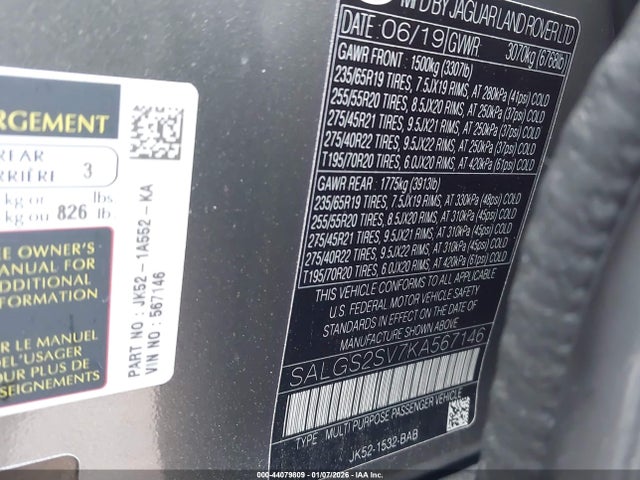 RGEMENT
REAR
3
kg or
kg ou 826 lb.
lbs.
EE OWNER'S
MANUAL FOR
ADDITIONAL
R LE MANUEL
L'USAGER
POUR PLUS DE
SEIGNEMENTS
PART NO : JK52-1A552-KA
VIN NO : 567146
MFD BY JAGUAR LAND ROVER LTD
DATE 06/19 GVWR 3070kg (6768lb)
GAWR FRONT : 1500kg (3307lb)
235/65R19 TIRES, 7.5JX19 RIMS, AT 280kPa (41psi) COLD
255/55R20 TIRES, 8.5JX20 RIMS, AT 250kPa (37psi) COLD
275/45R21 TIRES, 9.5JX21 RIMS, AT 250kPa (37psi) COLD
275/40R22 TIRES, 9.5JX22 RIMS, AT 250kPa (37psi) COLD
T195/70R20 TIRES, 6.0JX20 RIMS, AT 420kPa (61psi) COLD
GAWR REAR : 1775kg (3913lb)
235/65R19 TIRES, 7.5JX19 RIMS, AT 330kPa (48psi) COLD
255/55R20 TIRES, 8.5JX20 RIMS, AT 310kPa (45psi) COLD
275/45R21 TIRES, 9.5JX21 RIMS, AT 310kPa (45psi) COLD
275/40R22 TIRES, 9.5JX22 RIMS, AT 310kPa (45psi) COLD
T195/70R20 TIRES, 6.0JX20 RIMS, AT 420kPa (61psi) COLD
THIS VEHICLE CONFORMS TO ALL APPLICABLE
U.S. FEDERAL MOTOR VEHICLE SAFETY
STANDARDS IN EFFECT ON THE DATE OF
MANUFACTURE SHOWN ABOVE
SALGS2SV7KA567146
TYPE MULTI PURPOSE PASSENGER VEHICLE
JK52-1532-BAB
000-44079809 - 01/07/2026 - IAAI.ca